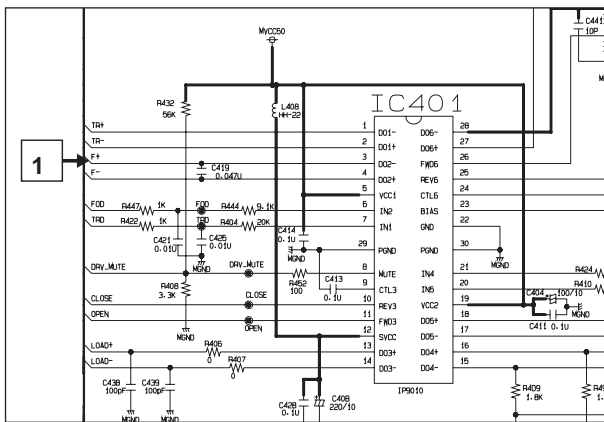 MVCC50
C441
10P
R432
56K
L408
HH-22
IC401
TR+
1
DO1-
DO6-
28
TR-
2
DO1+
DO6+
27
1
F+
3
DO2-
FWD6
26
F-
C419
0.047U
4
DO2+
REV6
25
5
VCC1
CTL6
24
FOD
R447
1K
FOD
R444
9.1K
6
IN2
BIAS
23
TRD
R422
1K
TRD
R404
20K
7
IN1
GND
22
C421
0.01U
C425
0.01U
C414
0.1U
MGND
29
PGND
PGND
30
MGND
MGND
DRV_MUTE
DRV_MUTE
R452
100
8
MUTE
IN4
21
R424
R408
3.3K
C413
0.1U
9
CTL3
IN5
20
R410
C404
100/10
CLOSE
CLOSE
10
REV3
VCC2
19
MGND
OPEN
OPEN
11
FWD3
DO5+
18
C411 0.1U
MGND
12
SVCC
DO5-
17
LOAD+
R406
0
13
DO3+
DO4+
16
LOAD-
R407
0
14
DO3-
DO4-
15
C438
100pF
C439
100pF
IP9010
R409
1.8K
C428
0.1U
C408
220/10
MGND
MGND